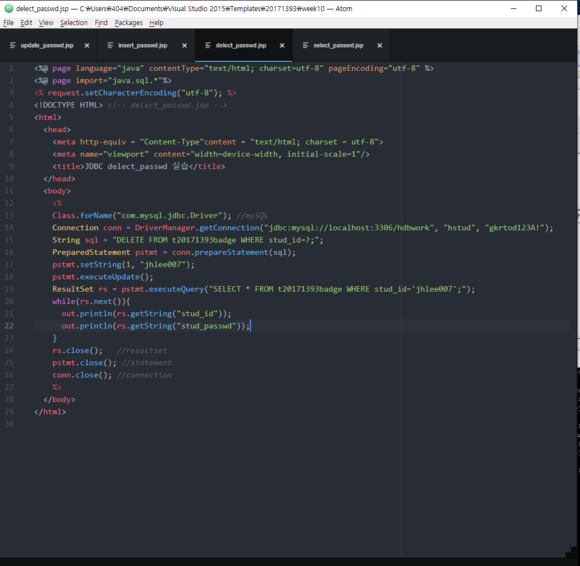 delect_passwd.jsp — C:₩Users₩404₩Documents₩Visual Studio 2015₩Templates₩20171393₩week10 — Atom
File Edit View Selection Find Packages Help
update_passwd.jsp insert_passwd.jsp delect_passwd.jsp select_passwd.jsp
1 <%@ page language="java" contentType="text/html; charset=utf-8" pageEncoding="utf-8" %>
2 <%@ page import="java.sql.*"%>
3 <% request.setCharacterEncoding("utf-8"); %>
4 <!DOCTYPE HTML> <!-- delect_passwd.jsp -->
5 <html>
6 <head>
7 <meta http-equiv = "Content-Type"content = "text/html; charset = utf-8">
8 <meta name="viewport" content="width=device-width, initial-scale=1"/>
9 <title>JDBC delect_passwd 실습</title>
10 </head>
11 <body>
12 <%
13 Class.forName("com.mysql.jdbc.Driver"); //mySQL
14 Connection conn = DriverManager.getConnection("jdbc:mysql://localhost:3306/hdbwork", "hstud", "gkrtod123A!");
15 String sql = "DELETE FROM t20171393badge WHERE stud_id=?;";
16 PreparedStatement pstmt = conn.prepareStatement(sql);
17 pstmt.setString(1, "jhlee007");
18 pstmt.executeUpdate();
19 ResultSet rs = pstmt.executeQuery("SELECT * FROM t20171393badge WHERE stud_id='jhlee007';");
20 while(rs.next()){
21 out.println(rs.getString("stud_id"));
22 out.println(rs.getString("stud_passwd"));
23 }
24 rs.close(); //resultset
25 pstmt.close(); //statement
26 conn.close(); //connection
27 %>
28 </body>
29 </html>
30